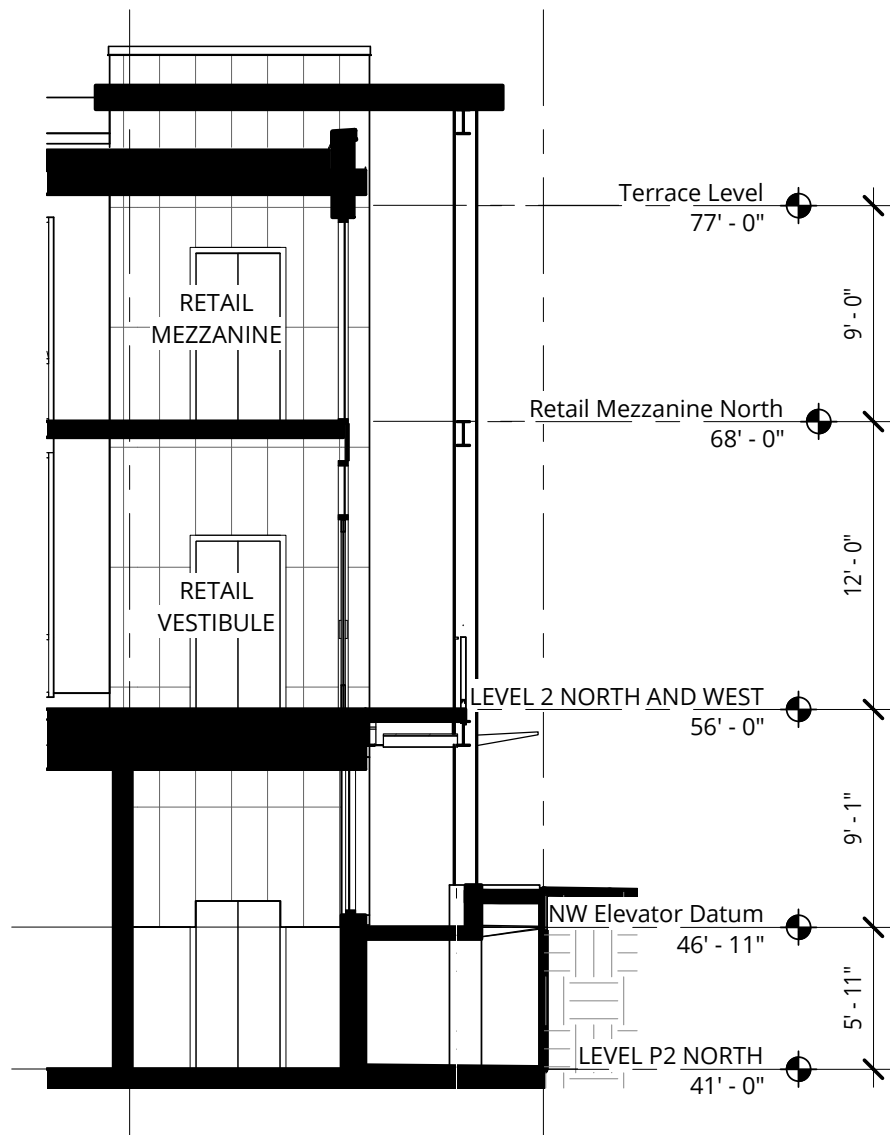 Terrace Level
77' - 0"
9' - 0"
RETAIL
MEZZANINE
Retail Mezzanine North
68' - 0"
12' - 0"
RETAIL
VESTIBULE
LEVEL 2 NORTH AND WEST
56' - 0"
9' - 1"
NW Elevator Datum
46' - 11"
5' - 11"
LEVEL P2 NORTH
41' - 0"